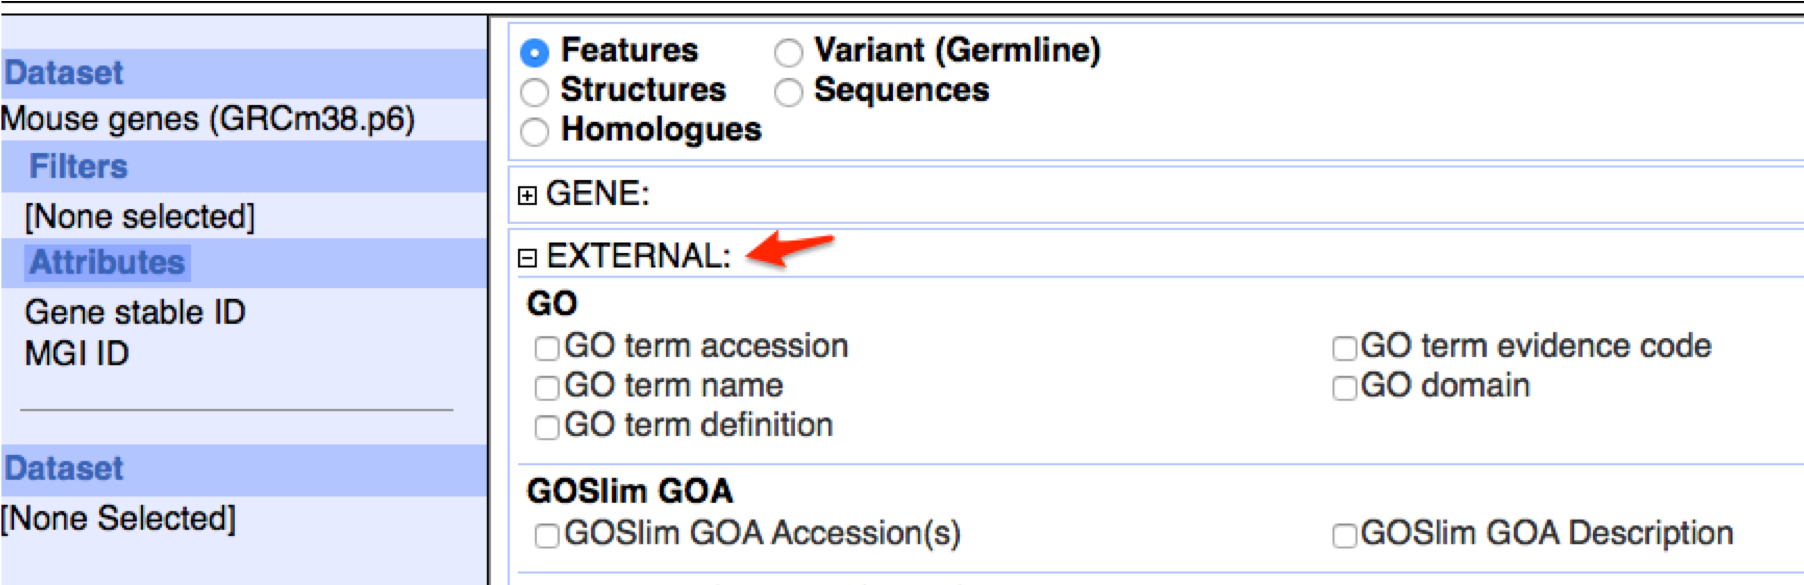 Dataset
Mouse genes (GRCm38.p6)
Filters
[None selected]
Attributes
Gene stable ID
MGI ID
Dataset
[None Selected]
Features Variant (Germline)
Structures Sequences
Homologues
GENE:
EXTERNAL:
GO
GO term accession GO term evidence code
GO term name GO domain
GO term definition
GOSlim GOA
GOSlim GOA Accession(s) GOSlim GOA Description